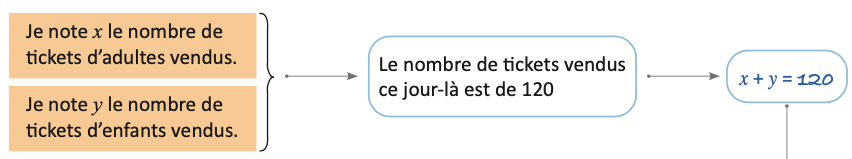 Je note x le nombre de
tickets d’adultes vendus.
Je note y le nombre de
tickets d’enfants vendus.
Le nombre de tickets vendus
ce jour-là est de 120
x + y = 120